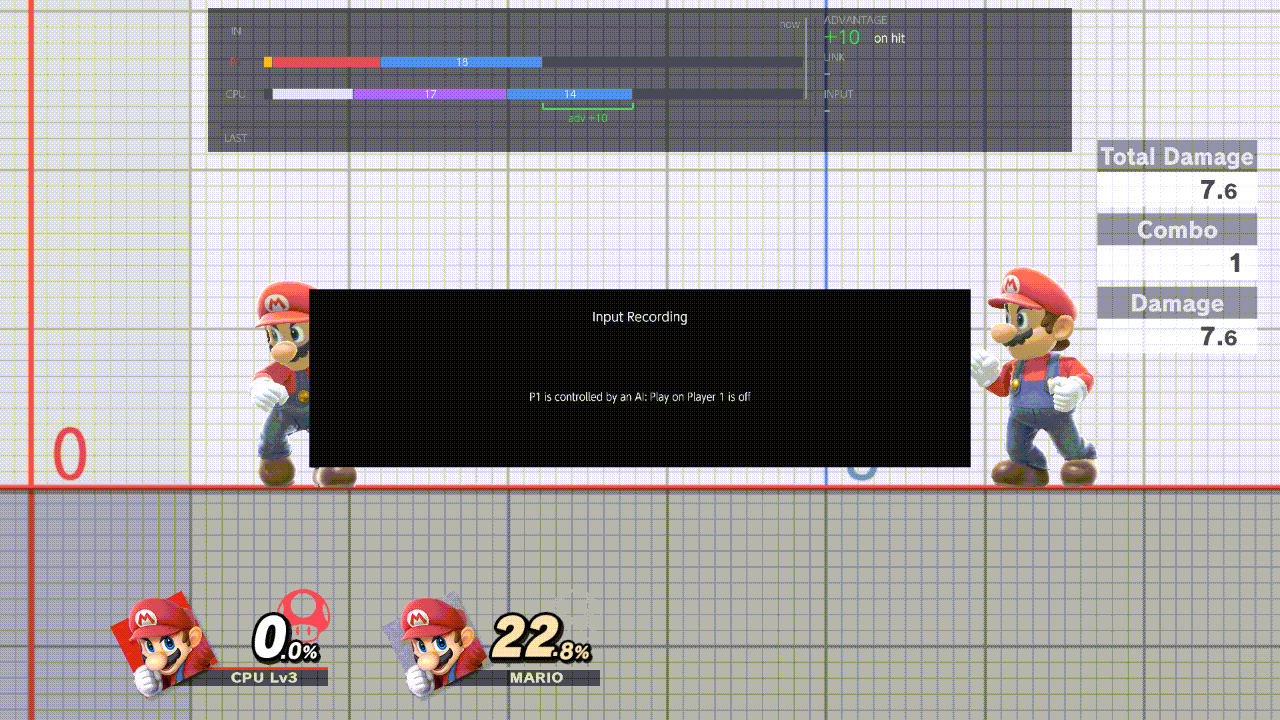 IN
now
ADVANTAGE
+10 on hit
P1
18
LINK
–
CPU
17
14
INPUT
–
adv +10
LAST
Total Damage
7.6
Combo
1
Damage
7.6
Input Recording
P1 is controlled by an AI: Play on Player 1 is off
0
0.0%
CPU Lv3
22.8%
MARIO